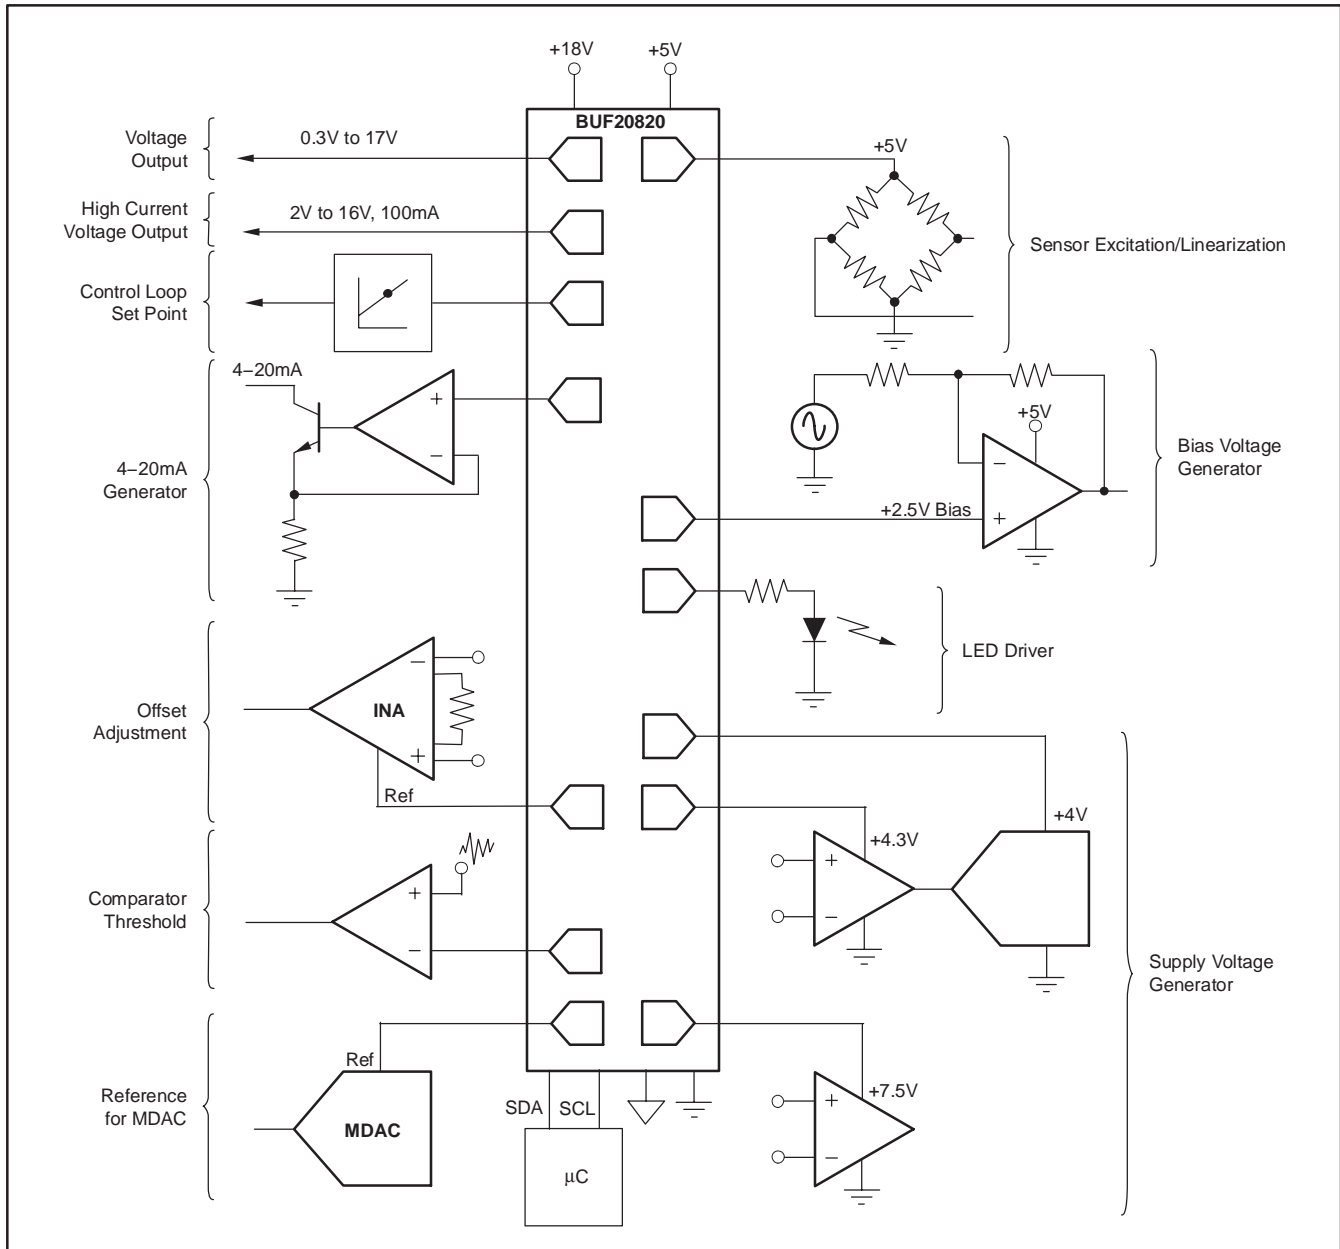 +18V
+5V
BUF20820
Voltage
Output
0.3V to 17V
+5V
High Current
Voltage Output
2V to 16V, 100mA
Sensor Excitation/Linearization
Control Loop
Set Point
4–20mA
+
–
4–20mA
Generator
+5V
–
+
+2.5V Bias
Bias Voltage
Generator
LED Driver
Offset
Adjustment
–
INA
+
Ref
+4V
+4.3V
+
–
Comparator
Threshold
+
–
Supply Voltage
Generator
Reference
for MDAC
Ref
MDAC
SDA
SCL
µC
+7.5V
+
–